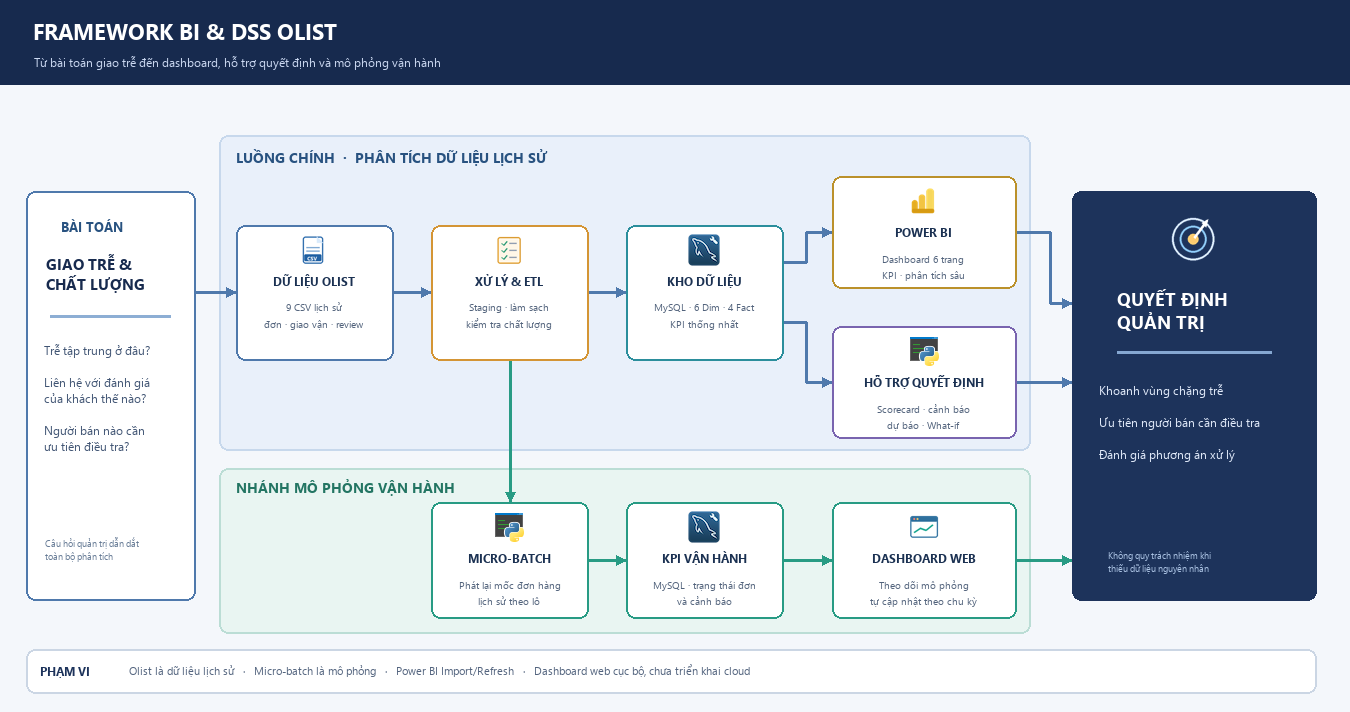 FRAMEWORK BI & DSS OLIST
Từ bài toán giao trễ đến dashboard, hỗ trợ quyết định và mô phỏng vận hành
BÀI TOÁN
GIAO TRỄ &
CHẤT LƯỢNG
Trễ tập trung ở đâu?
Liên hệ với đánh giá
của khách thế nào?
Người bán nào cần
ưu tiên điều tra?
Câu hỏi quản trị dẫn dắt
toàn bộ phân tích
LUỒNG CHÍNH · PHÂN TÍCH DỮ LIỆU LỊCH SỬ
CSV
DỮ LIỆU OLIST
9 CSV lịch sử
đơn · giao vận · review
XỬ LÝ & ETL
Staging · làm sạch
kiểm tra chất lượng
KHO DỮ LIỆU
MySQL · 6 Dim · 4 Fact
KPI thống nhất
POWER BI
Dashboard 6 trang
KPI · phân tích sâu
HỖ TRỢ QUYẾT ĐỊNH
Scorecard · cảnh báo
dự báo · What-if
NHÁNH MÔ PHỎNG VẬN HÀNH
MICRO-BATCH
Phát lại mốc đơn hàng
lịch sử theo lô
KPI VẬN HÀNH
MySQL · trạng thái đơn
và cảnh báo
DASHBOARD WEB
Theo dõi mô phỏng
tự cập nhật theo chu kỳ
QUYẾT ĐỊNH
QUẢN TRỊ
Khoanh vùng chặng trễ
Ưu tiên người bán cần điều tra
Đánh giá phương án xử lý
Không quy trách nhiệm khi
thiếu dữ liệu nguyên nhân
PHẠM VI
Olist là dữ liệu lịch sử · Micro-batch là mô phỏng · Power BI Import/Refresh · Dashboard web cục bộ, chưa triển khai cloud